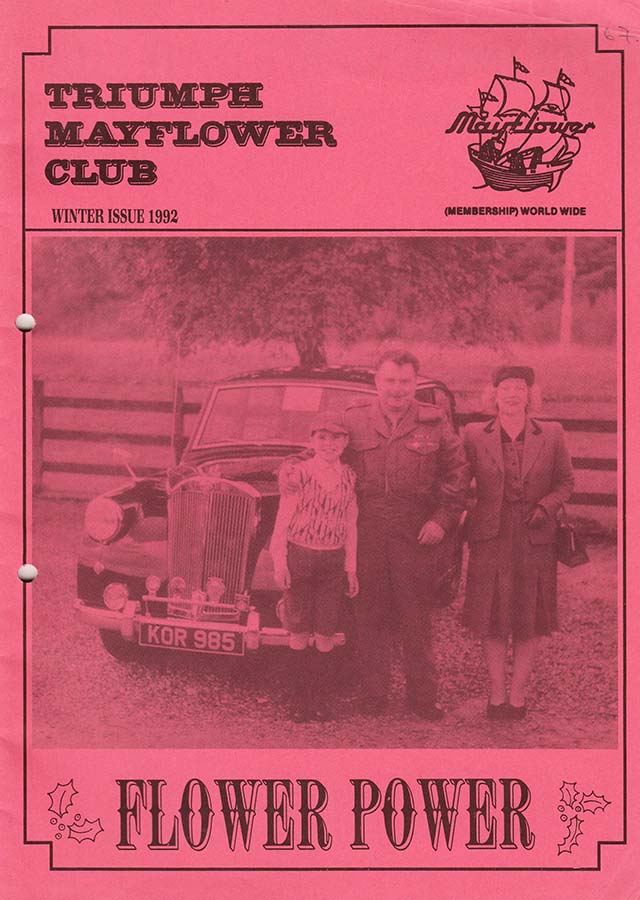 67.
TRIUMPH
MAYFLOWER
CLUB
WINTER ISSUE 1992
Mayflower
(MEMBERSHIP) WORLD WIDE
KOR 985
FLOWER POWER